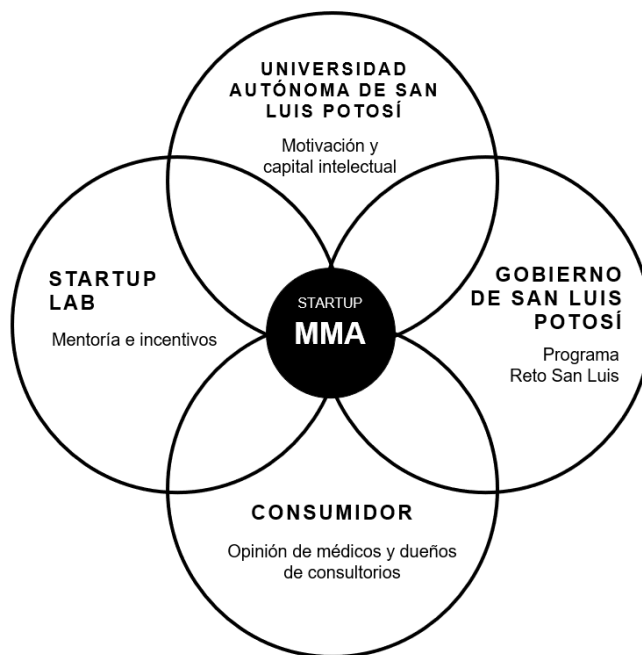 UNIVERSIDAD
AUTÓNOMA DE SAN
LUIS POTOSÍ
Motivación y
capital intelectual
STARTUP
LAB
Mentoría e incentivos
STARTUP
MMA
GOBIERNO
DE SAN LUIS
POTOSÍ
Programa
Reto San Luis
CONSUMIDOR
Opinión de médicos y dueños
de consultorios